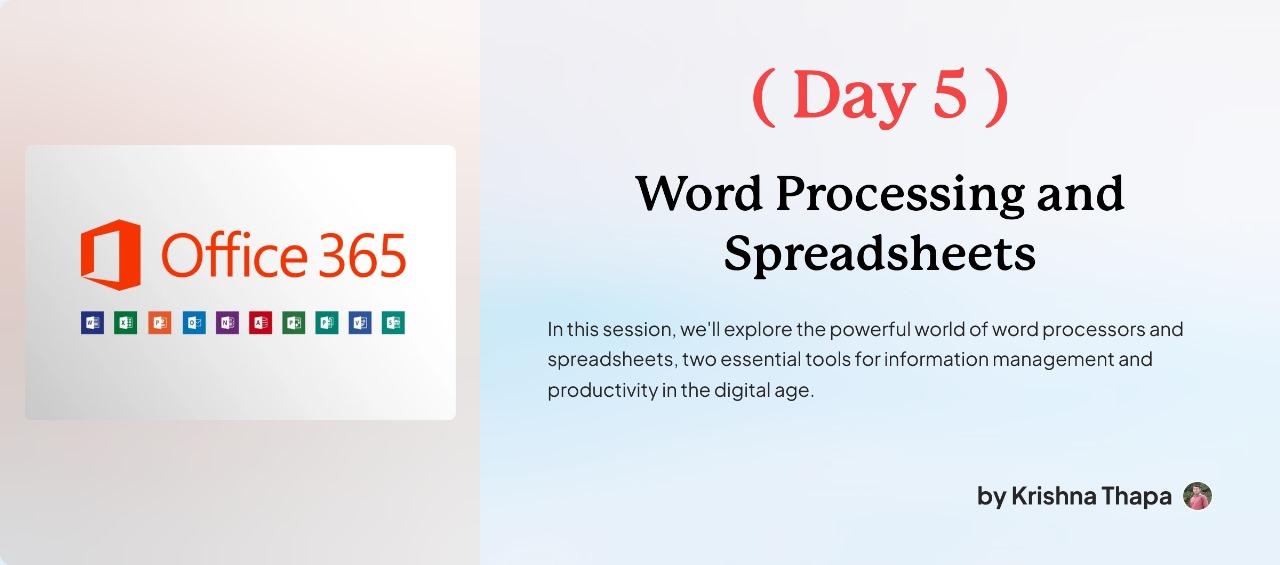 Office 365
( Day 5 )
Word Processing and
Spreadsheets
In this session, we'll explore the powerful world of word processors and
spreadsheets, two essential tools for information management and
productivity in the digital age.
by Krishna Thapa